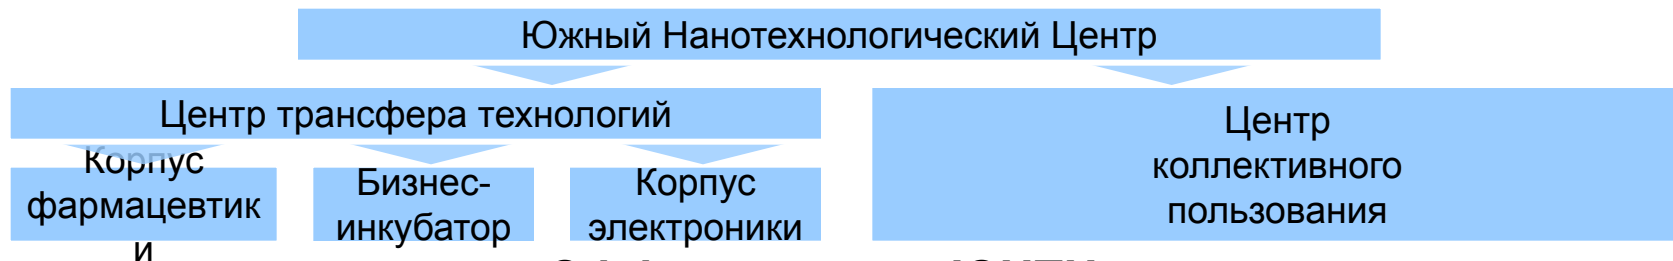 Южный Нанотехнологический Центр
Центр трансфера технологий
Корпус
фармацевтик
и
Бизнес-
инкубатор
Корпус
электроники
Центр
коллективного
пользования